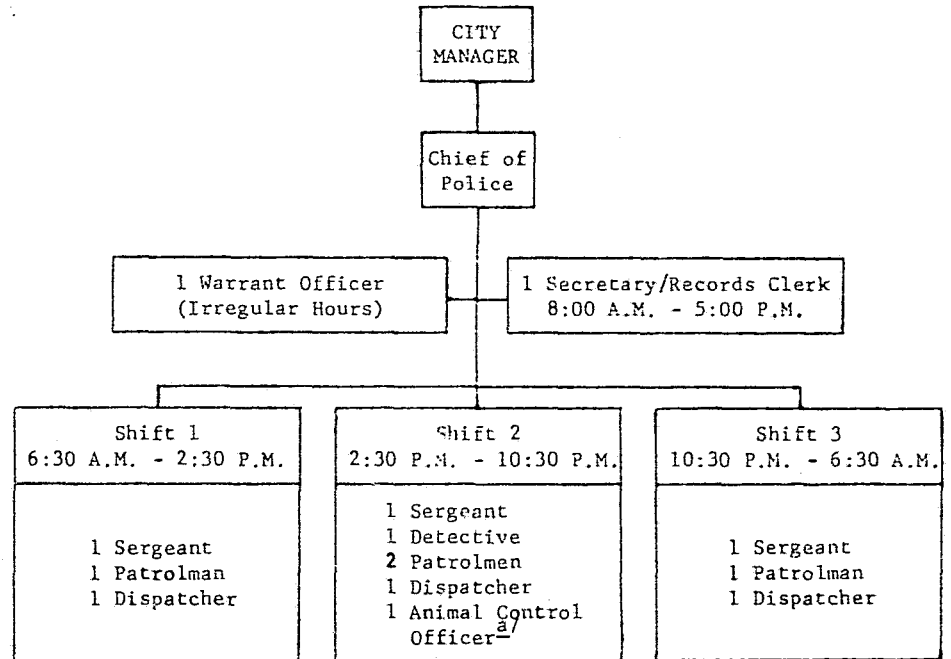 CITY
MANAGER
Chief of
Police
1 Warrant Officer
(Irregular Hours)
1 Secretary/Records Clerk
8:00 A.M. - 5:00 P.M.
Shift 1
6:30 A.M. - 2:30 P.M.
1 Sergeant
1 Patrolman
1 Dispatcher
Shift 2
2:30 P.M. - 10:30 P.M.
1 Sergeant
1 Detective
2 Patrolmen
1 Dispatcher
1 Animal Control
Officer a/
Shift 3
10:30 P.M. - 6:30 A.M.
1 Sergeant
1 Patrolman
1 Dispatcher